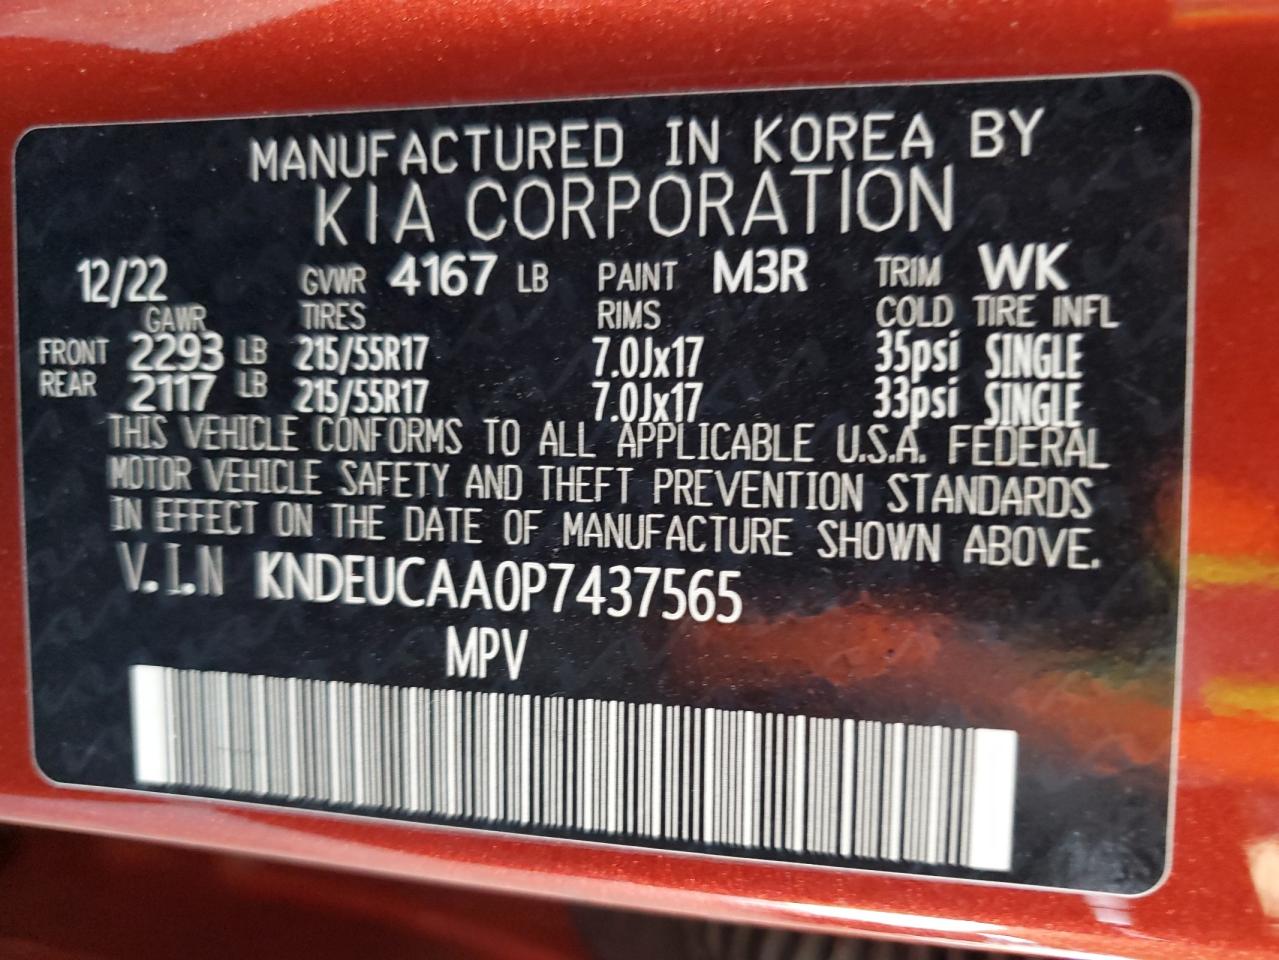 MANUFACTURED IN KOREA BY
KIA CORPORATION
12/22 GVWR 4167 LB PAINT M3R TRIM WK
GAWR TIRES RIMS COLD TIRE INFL
FRONT 2293 LB 215/55R17 7.0Jx17 35psi SINGLE
REAR 2117 LB 215/55R17 7.0Jx17 33psi SINGLE
THIS VEHICLE CONFORMS TO ALL APPLICABLE U.S.A. FEDERAL
MOTOR VEHICLE SAFETY AND THEFT PREVENTION STANDARDS
IN EFFECT ON THE DATE OF MANUFACTURE SHOWN ABOVE.
V.I.N KNDEUCAA0P7437565
MPV